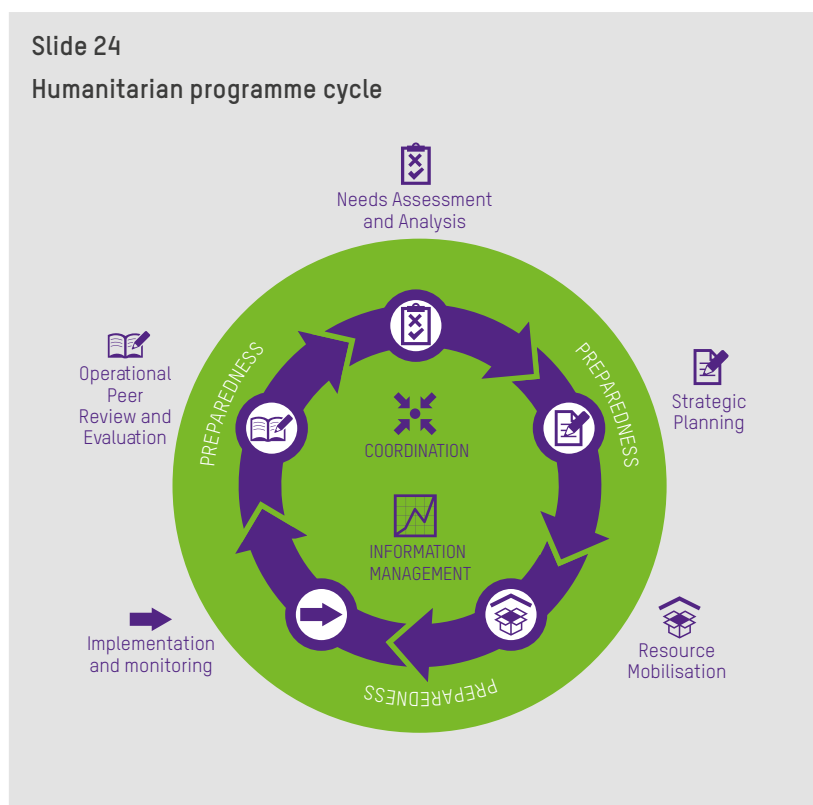 Slide 24
Humanitarian programme cycle
Needs Assessment
and Analysis
PREPAREDNESS
PREPAREDNESS
Operational
Peer
Review and
Evaluation
Strategic
Planning
COORDINATION
INFORMATION
MANAGEMENT
Implementation
and monitoring
Resource
Mobilisation
PREPAREDNESS